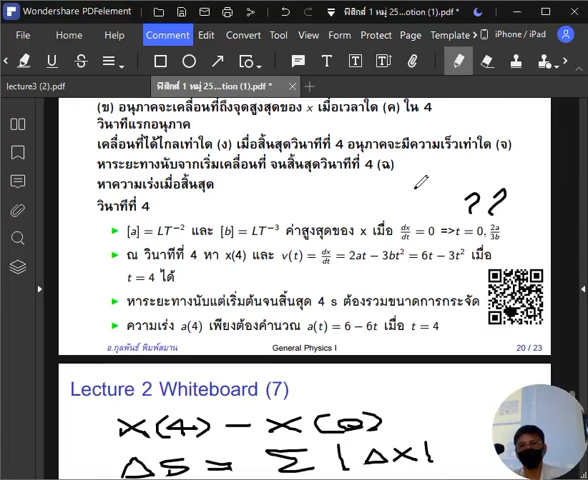 Wondershare PDFelement
ฟิสิกส์ 1 หมู่ 25...otion (1).pdf *
File
Home
Comment
Edit
Convert
Page
Template
iPhone / iPad
lecture3 (2).pdf
ฟิสิกส์ 1 หมู่ 25...tion (1).pdf *
(ข) อนุภาคจะเคลื่อนที่ถึงจุดสูงสุดของ x เมื่อเวลาใด (ค) ใน 4
วินาทีแรกอนุภาค
เคลื่อนที่ได้ไกลเท่าใด (ง) เมื่อสิ้นสุดวินาทีที่ 4 อนุภาคจะมีความเร็วเท่าใด (จ)
หาระยะทางนับจากเริ่มเคลื่อนที่ จนสิ้นสุดวินาทีที่ 4 (ฉ)
หาความเร่งเมื่อสิ้นสุด
วินาทีที่ 4
??
[a] = LT⁻² และ [b] = LT⁻³ ค่าสูงสุดของ x เมื่อ dx/dt = 0 =>t = 0, 2a/3b
ณ วินาทีที่ 4 หา x(4) และ v(t) = dx/dt = 2at − 3bt² = 6t − 3t² เมื่อ
t = 4 ได้
หาระยะทางนับแต่เริ่มต้นจนสิ้นสุด 4 s ต้องรวมขนาดการกระจัด
ความเร่ง a(4) เพียงต้องคำนวณ a(t) = 6 − 6t เมื่อ t = 4
อ.กุลพันธ์ พิมพ์สมาน
General Physics I
20 / 23
Lecture 2 Whiteboard (7)
x(4) − x(0)
Δs = Σ |Δx|